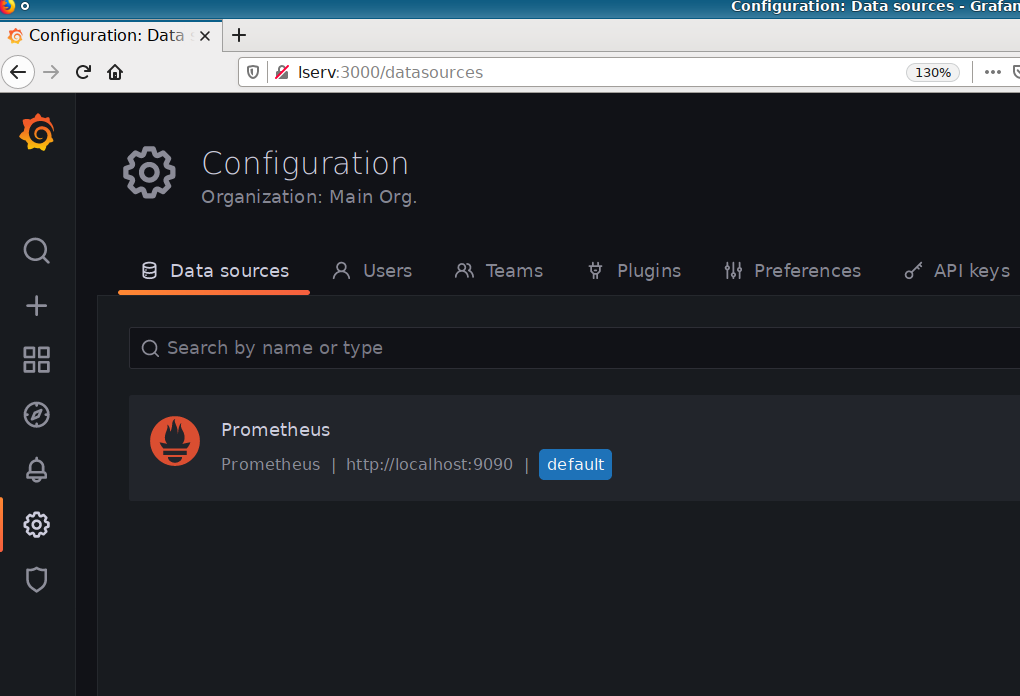 Configuration: Data sources - Grafan
Configuration: Data s
lserv:3000/datasources
130%
Configuration
Organization: Main Org.
Data sources Users Teams Plugins Preferences API keys
Search by name or type
Prometheus
Prometheus | http://localhost:9090 | default